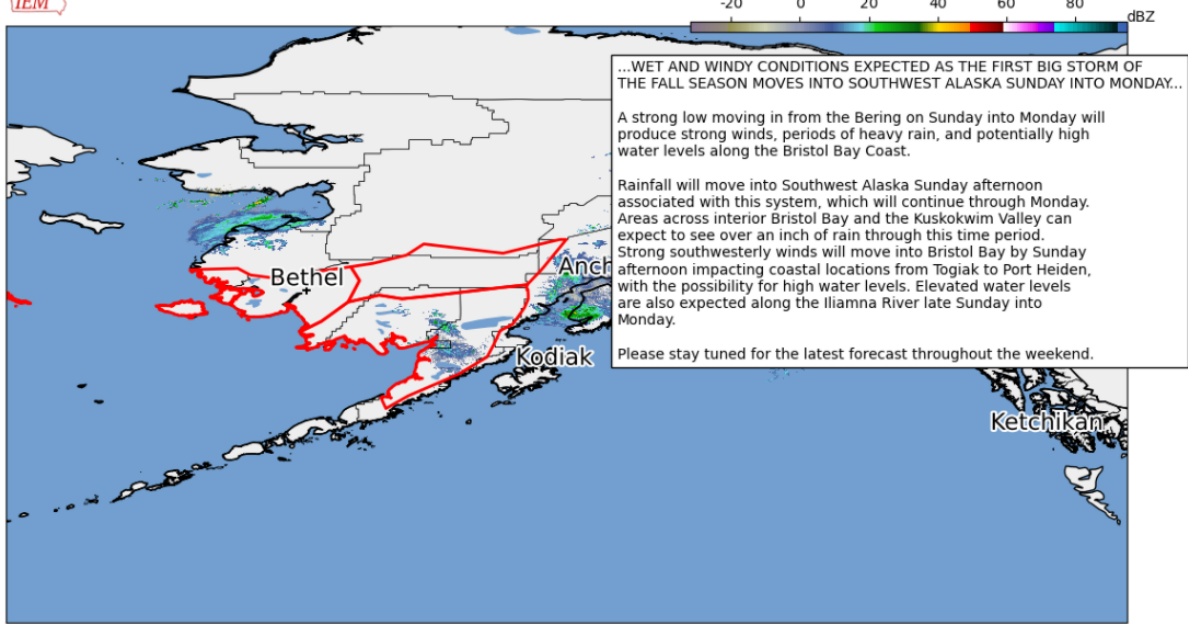 IEM
-20 0 20 40 60 80
dBZ
...WET AND WINDY CONDITIONS EXPECTED AS THE FIRST BIG STORM OF
THE FALL SEASON MOVES INTO SOUTHWEST ALASKA SUNDAY INTO MONDAY...
A strong low moving in from the Bering on Sunday into Monday will
produce strong winds, periods of heavy rain, and potentially high
water levels along the Bristol Bay Coast.
Rainfall will move into Southwest Alaska Sunday afternoon
associated with this system, which will continue through Monday.
Areas across interior Bristol Bay and the Kuskokwim Valley can
expect to see over an inch of rain through this time period.
Strong southwesterly winds will move into Bristol Bay by Sunday
afternoon impacting coastal locations from Togiak to Port Heiden,
with the possibility for high water levels. Elevated water levels
are also expected along the Iliamna River late Sunday into
Monday.
Please stay tuned for the latest forecast throughout the weekend.
Bethel
Anch
Kodiak
Ketchikan